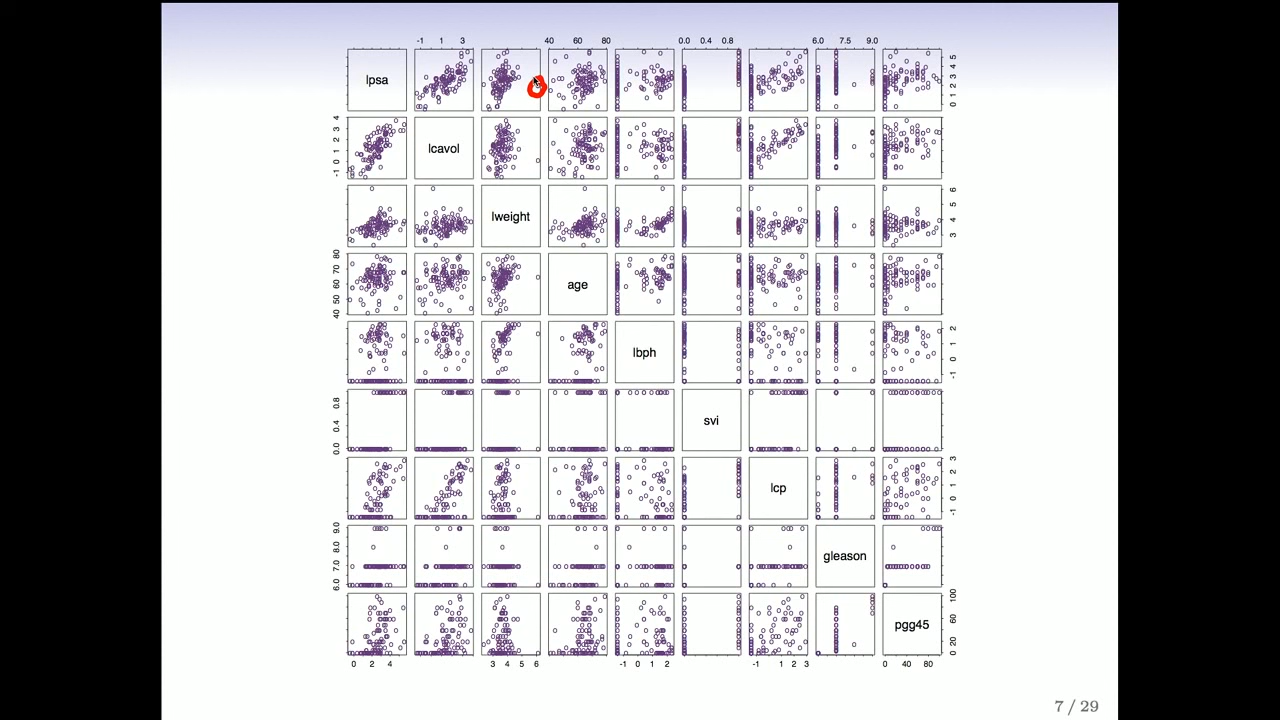 -1 1 3 40 60 80 0.0 0.4 0.8 6.0 7.5 9.0
lpsa 0 1 2 3 4 5
-1 0 1 2 3 4 lcavol
lweight 3 4 5 6
40 50 60 70 80 age
lbph -1 0 1 2
0.0 0.4 0.8 svi
lcp -1 0 1 2 3
6.0 7.0 8.0 9.0 gleason
pgg45 0 20 60 100
0 2 4 3 4 5 6 -1 0 1 2 -1 1 2 3 0 40 80
7 / 29